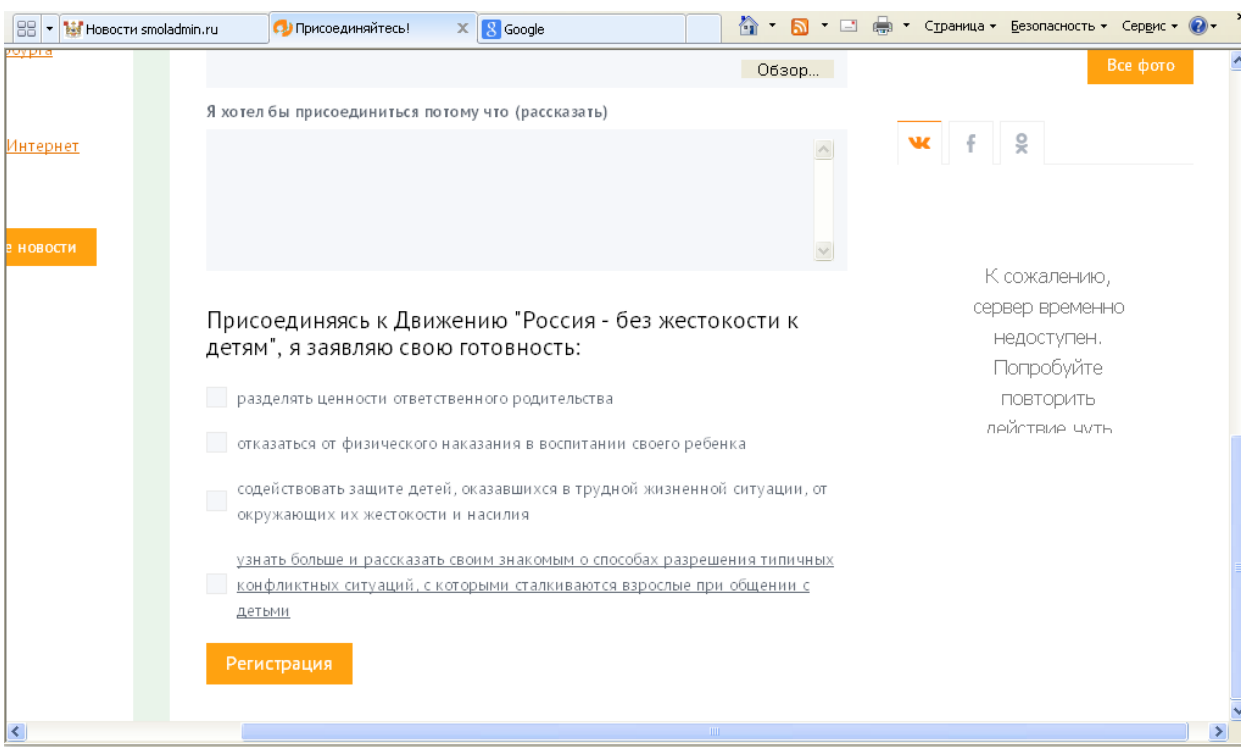 Новости smoladmin.ru
Присоединяйтесь!
X
Google
Страница
Безопасность
Сервис
Обзор...
Все фото
Я хотел бы присоединиться потому что (рассказать)
Интернет
новости
К сожалению,
сервер временно
недоступен.
Попробуйте
повторить
действие чуть
Присоединяясь к Движению "Россия - без жестокости к
детям", я заявляю свою готовность:
разделять ценности ответственного родительства
отказаться от физического наказания в воспитании своего ребенка
содействовать защите детей, оказавшихся в трудной жизненной ситуации, от
окружающих их жестокости и насилия
узнать больше и рассказать своим знакомым о способах разрешения типичных
конфликтных ситуаций, с которыми сталкиваются взрослые при общении с
детьми
Регистрация